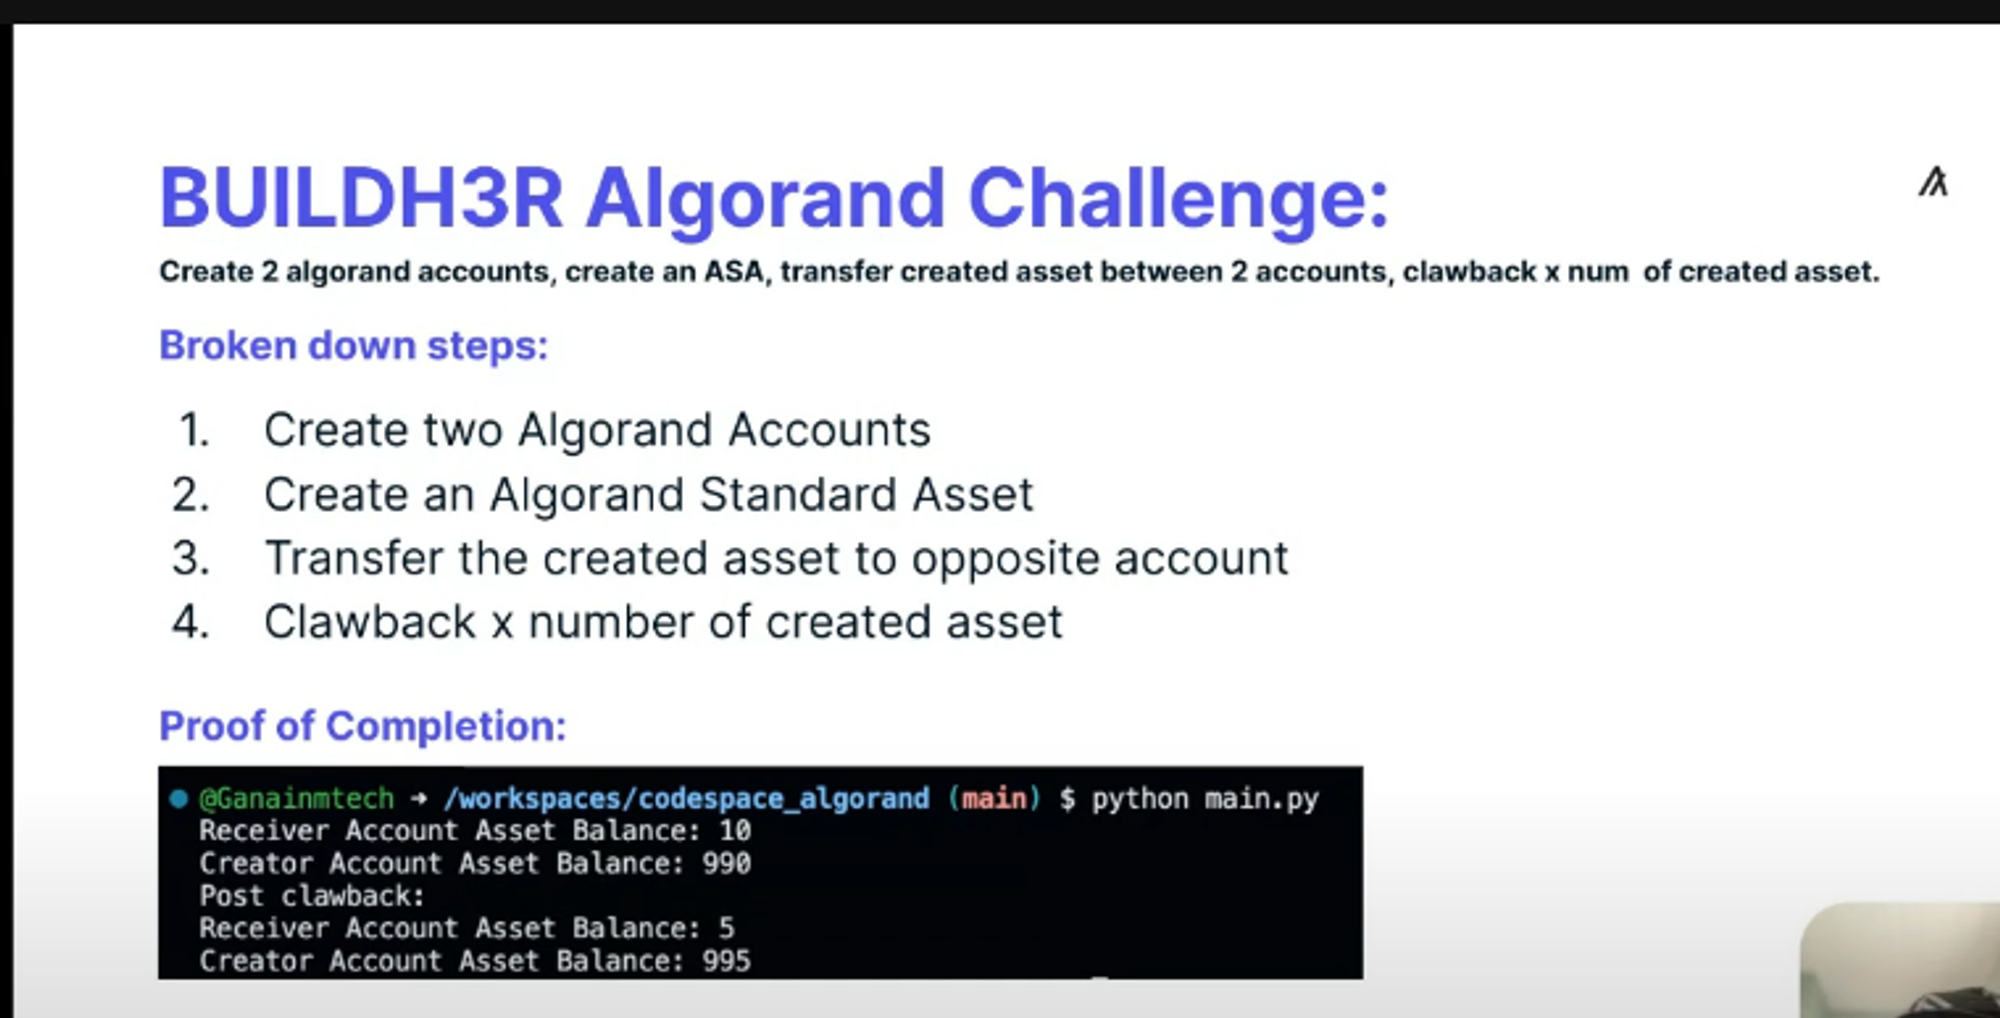 BUILDH3R Algorand Challenge:
Create 2 algorand accounts, create an ASA, transfer created asset between 2 accounts, clawback x num of created asset.
Broken down steps:
1. Create two Algorand Accounts
2. Create an Algorand Standard Asset
3. Transfer the created asset to opposite account
4. Clawback x number of created asset
Proof of Completion:
@Ganainmtech → /workspaces/codespace_algorand (main) $ python main.py
Receiver Account Asset Balance: 10
Creator Account Asset Balance: 990
Post clawback:
Receiver Account Asset Balance: 5
Creator Account Asset Balance: 995